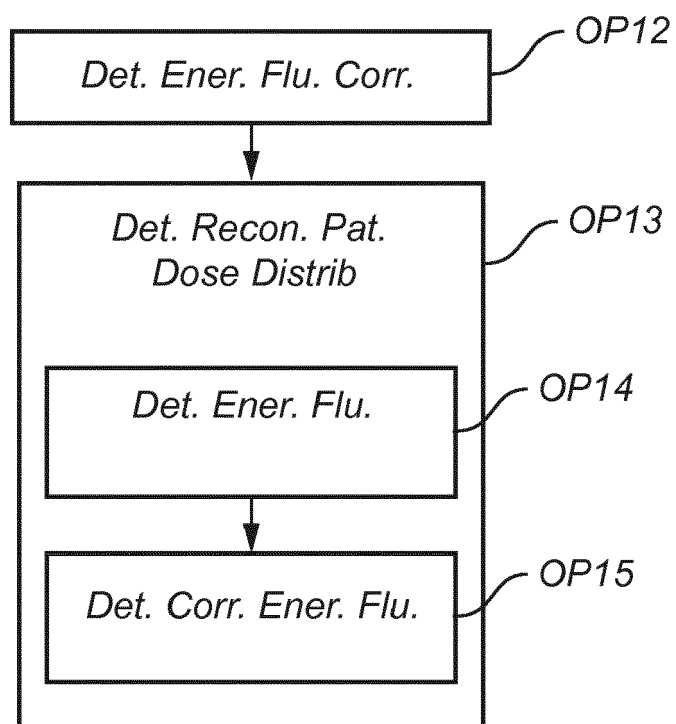 OP12
Det. Ener. Flu. Corr.
OP13
Det. Recon. Pat.
Dose Distrib
OP14
Det. Ener. Flu.
OP15
Det. Corr. Ener. Flu.